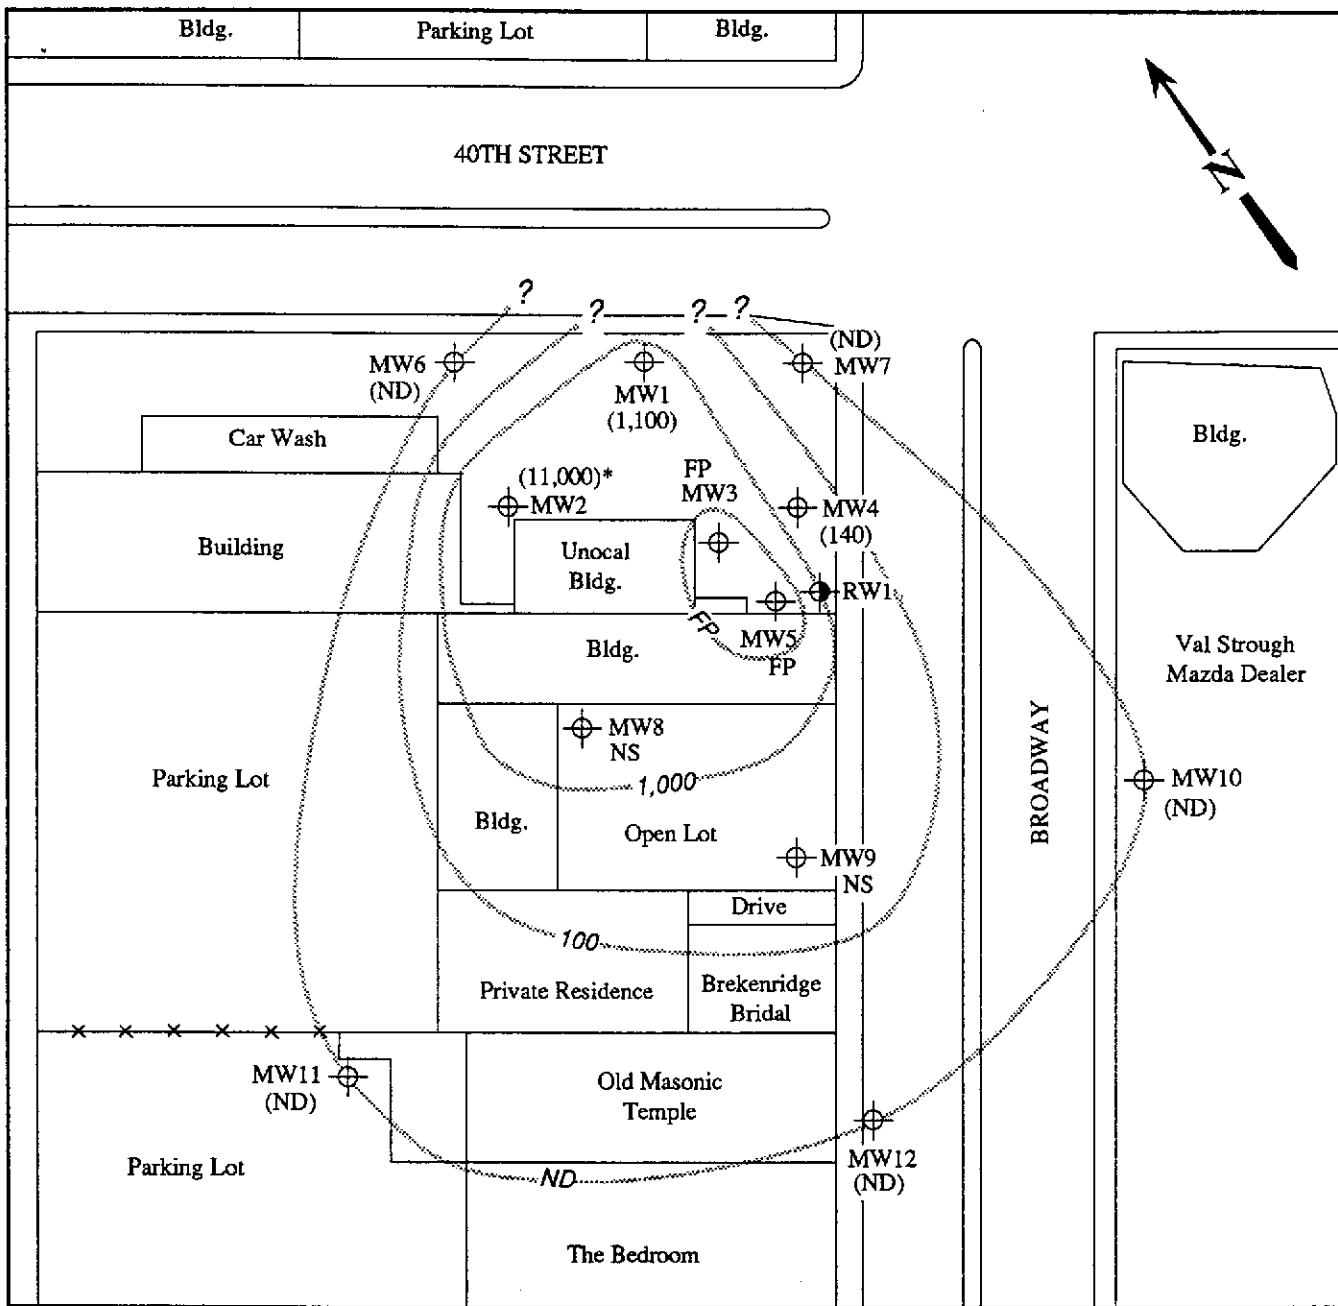 Bldg.
Parking Lot
Bldg.
40TH STREET
N
?
?
?
?
MW6
(ND)
MW1
(1,100)
(ND)
MW7
Car Wash
Bldg.
(11,000)*
MW2
FP
MW3
MW4
(140)
Building
Unocal
Bldg.
RW1
FP
MW5
FP
Bldg.
Val Strough
Mazda Dealer
MW8
NS
Parking Lot
1,000
BROADWAY
MW10
(ND)
Bldg.
Open Lot
MW9
NS
Drive
100
Private Residence
Brekenridge
Bridal
MW11
(ND)
Old Masonic
Temple
Parking Lot
ND
MW12
(ND)
The Bedroom